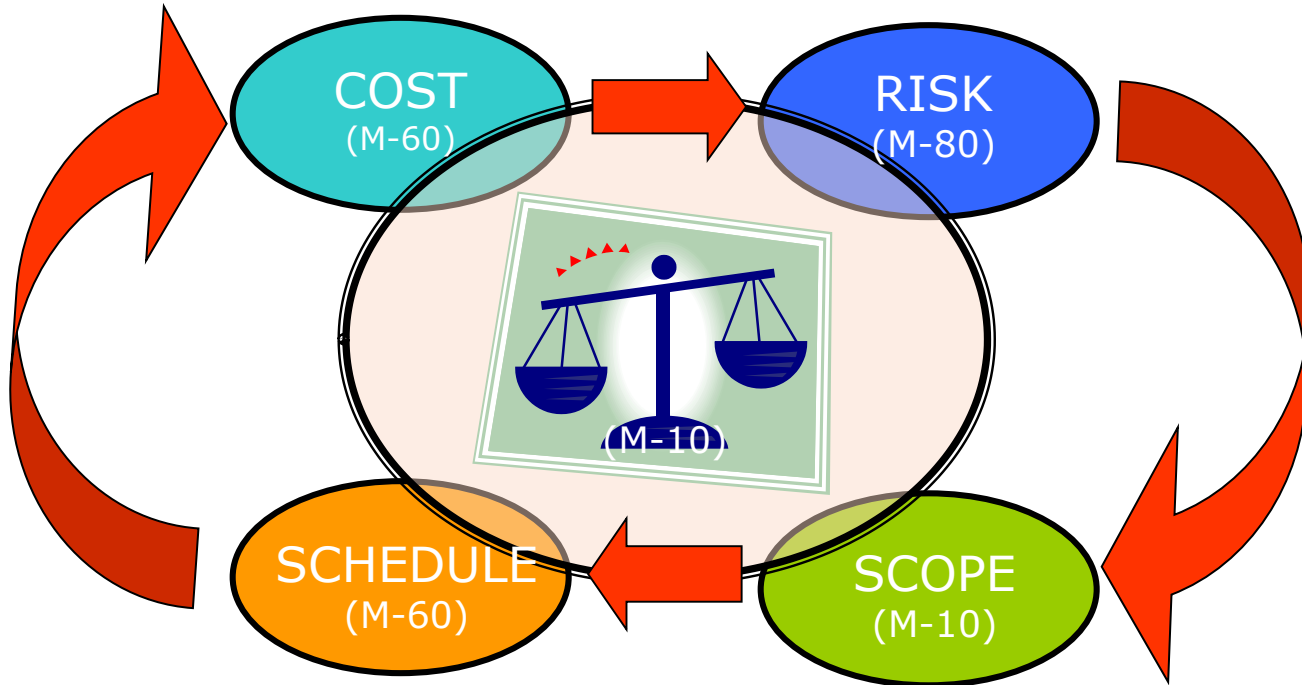 COST
(M-60)
RISK
(M-80)
(M-10)
SCHEDULE
(M-60)
SCOPE
(M-10)